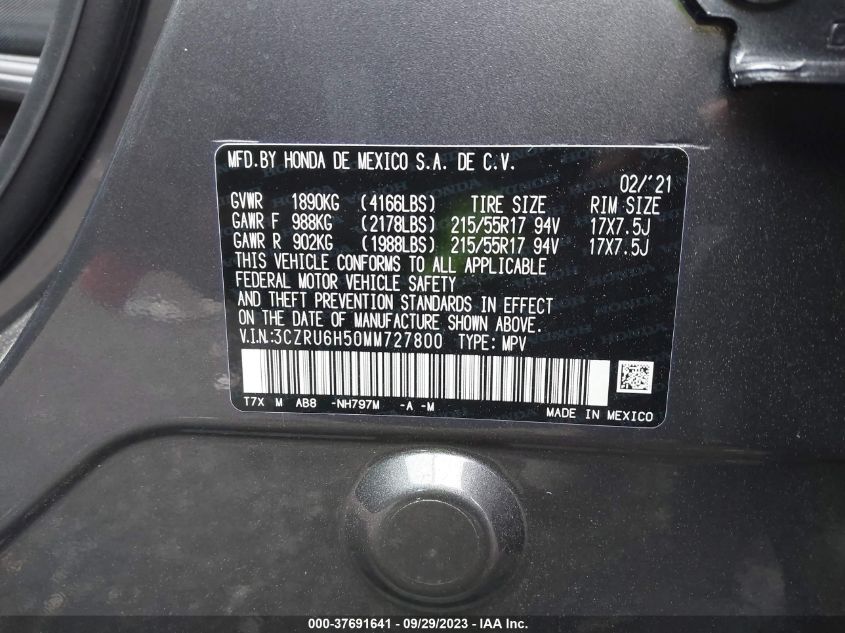 MFD.BY HONDA DE MEXICO S.A. DE C.V.
02/'21
GVWR 1890KG (4166LBS) TIRE SIZE RIM SIZE
GAWR F 988KG (2178LBS) 215/55R17 94V 17X7.5J
GAWR R 902KG (1988LBS) 215/55R17 94V 17X7.5J
THIS VEHICLE CONFORMS TO ALL APPLICABLE
FEDERAL MOTOR VEHICLE SAFETY
AND THEFT PREVENTION STANDARDS IN EFFECT
ON THE DATE OF MANUFACTURE SHOWN ABOVE.
V.I.N:3CZRU6H50MM727800 TYPE: MPV
T7X M AB8 -NH797M -A -M
MADE IN MEXICO
000-37691641 - 09/29/2023 - IAA Inc.